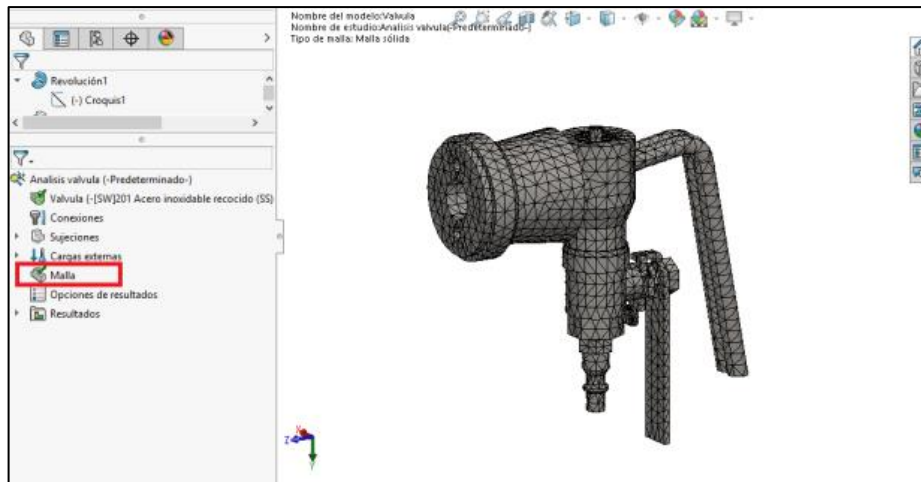 Nombre del modelo:Valvula
Nombre de estudio:Analisis valvula(-Predeterminado-)
Tipo de malla: Malla sólida
Revolución1
(-) Croquis1
Analisis valvula (-Predeterminado-)
Valvula (-[SW]201 Acero inoxidable recocido (SS)
Conexiones
Sujeciones
Cargas externas
Malla
Opciones de resultados
Resultados
X
Z
Y